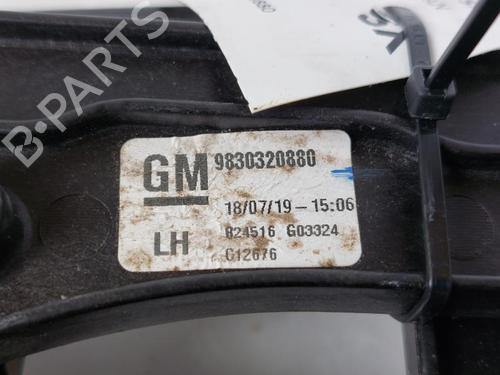 GM 9830320880
18/07/19-15:06
LH R24516 G03324
C12676
B-PARTS